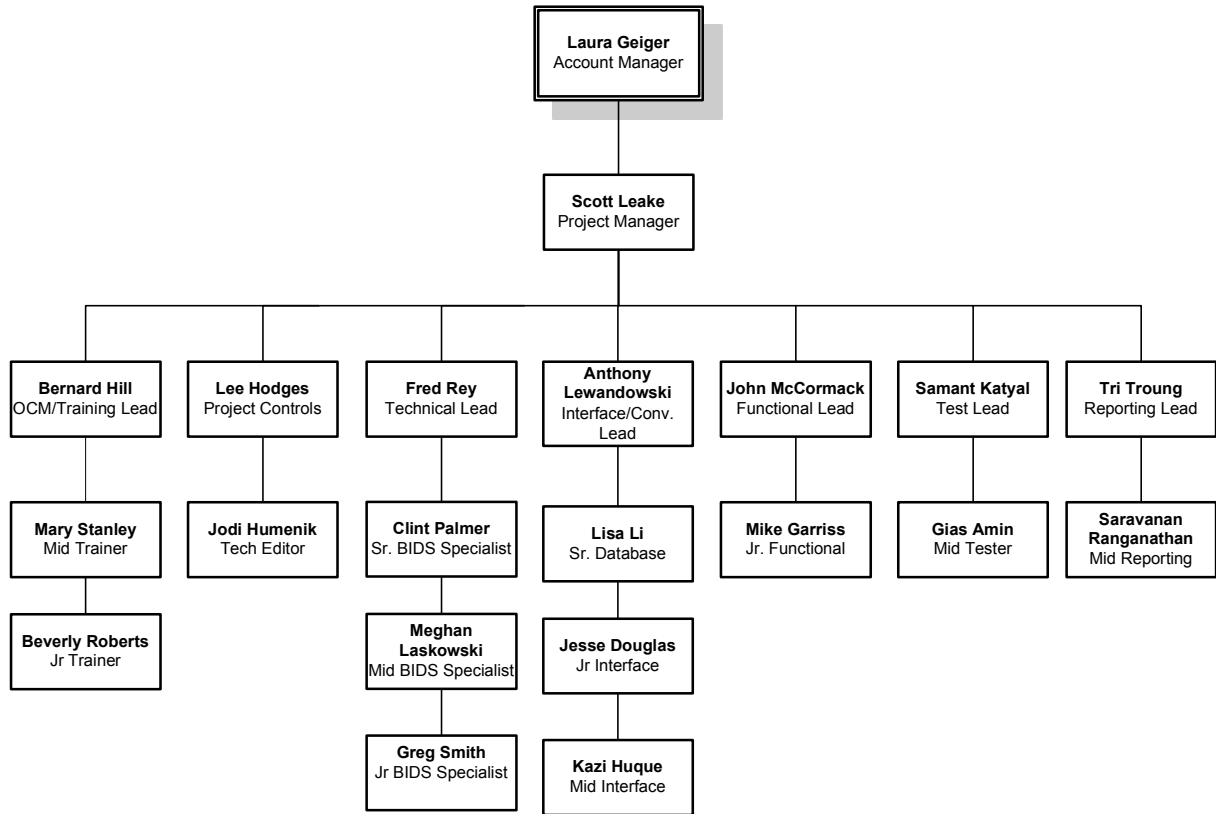 Laura Geiger
Account Manager
Scott Leake
Project Manager
Bernard Hill
OCM/Training Lead
Lee Hodges
Project Controls
Fred Rey
Technical Lead
Anthony
Lewandowski
Interface/Conv.
Lead
John McCormack
Functional Lead
Samant Katyal
Test Lead
Tri Troung
Reporting Lead
Mary Stanley
Mid Trainer
Jodi Humenik
Tech Editor
Clint Palmer
Sr. BIDS Specialist
Lisa Li
Sr. Database
Mike Garriss
Jr. Functional
Gias Amin
Mid Tester
Saravanan
Ranganathan
Mid Reporting
Beverly Roberts
Jr Trainer
Meghan
Laskowski
Mid BIDS Specialist
Jesse Douglas
Jr Interface
Greg Smith
Jr BIDS Specialist
Kazi Huque
Mid Interface